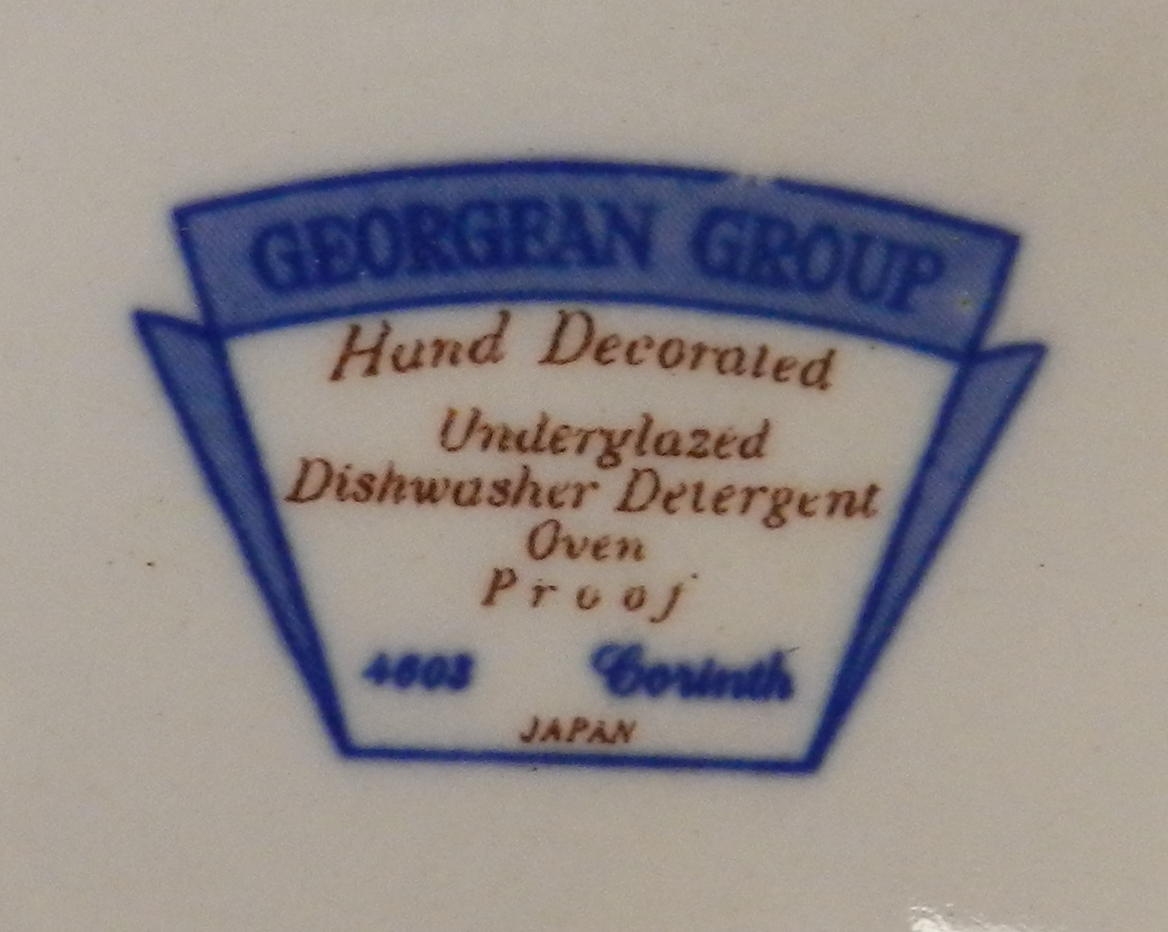 GEORGEAN GROUP
Hand Decorated
Underglazed
Dishwasher Detergent
Oven
Proof
4603 Corinth
JAPAN